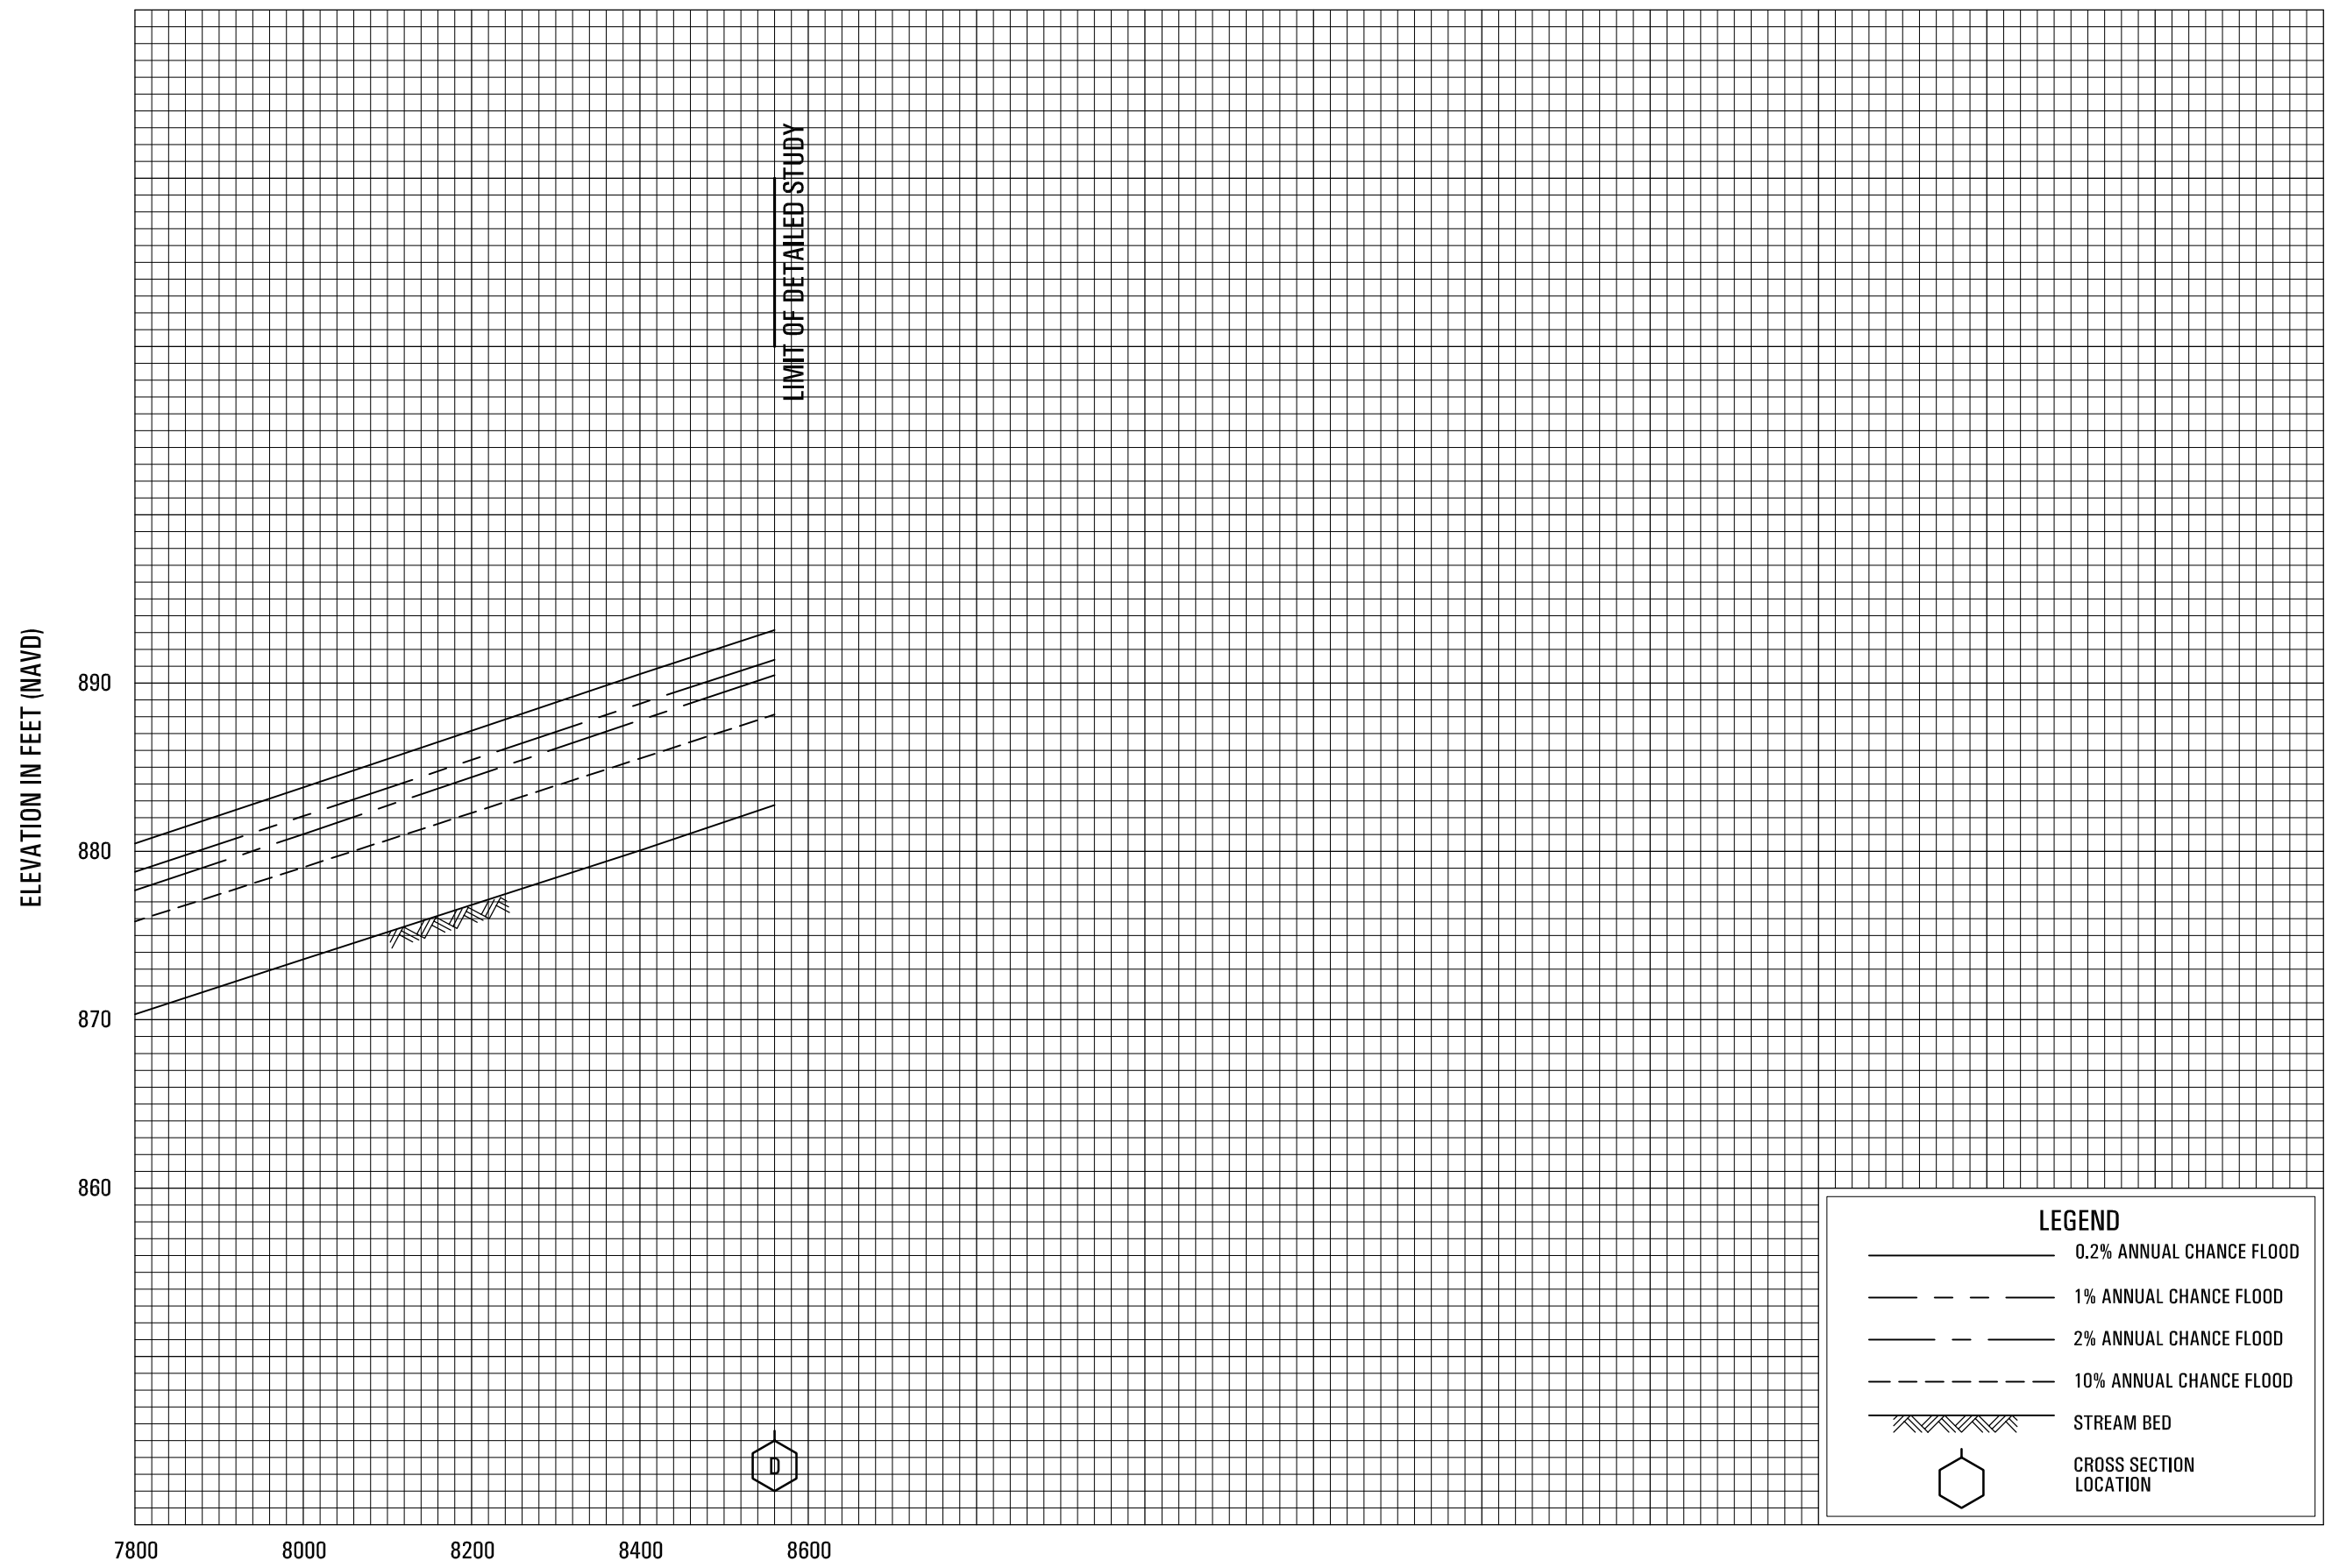 LIMIT OF DETAILED STUDY
ELEVATION IN FEET (NAVD)
890
880
870
860
LEGEND
0.2% ANNUAL CHANCE FLOOD
1% ANNUAL CHANCE FLOOD
2% ANNUAL CHANCE FLOOD
10% ANNUAL CHANCE FLOOD
STREAM BED
CROSS SECTION
LOCATION
D
7800 8000 8200 8400 8600